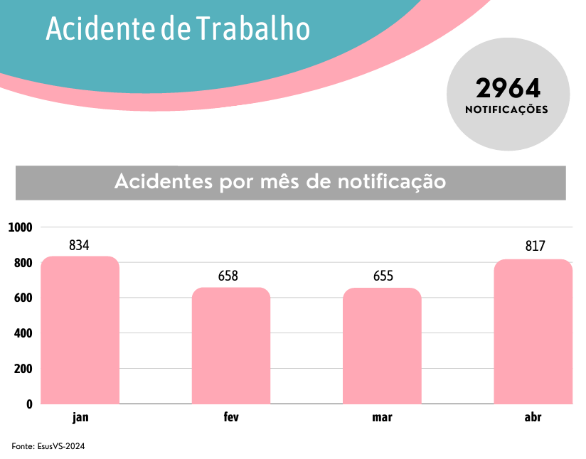 Acidente de Trabalho
2964
NOTIFICAÇÕES
Acidentes por mês de notificação
1000
800
600
400
200
0
834
658
655
817
jan
fev
mar
abr
Fonte: EsusVS-2024